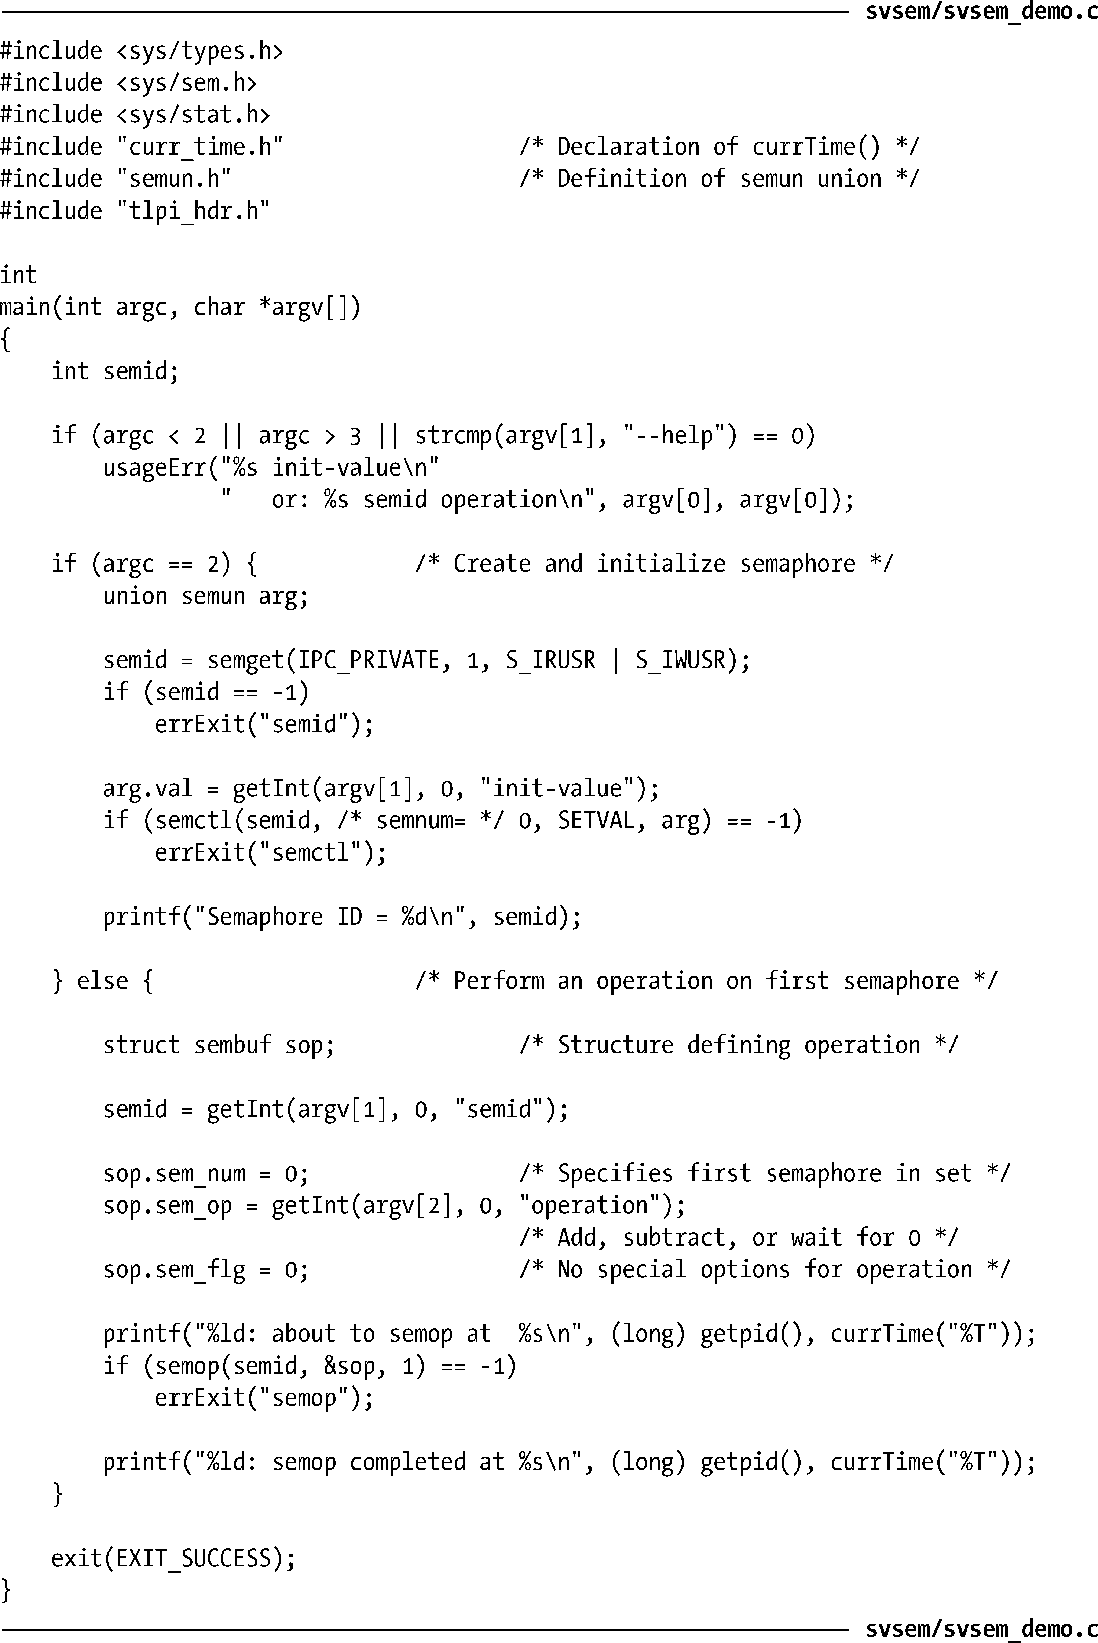 svsem/svsem_demo.c
#include <sys/types.h>
#include <sys/sem.h>
#include <sys/stat.h>
#include "curr_time.h"                  /* Declaration of currTime() */
#include "semun.h"                      /* Definition of semun union */
#include "tlpi_hdr.h"

int
main(int argc, char *argv[])
{
    int semid;

    if (argc < 2 || argc > 3 || strcmp(argv[1], "--help") == 0)
        usageErr("%s init-value\n"
                 "   or: %s semid operation\n", argv[0], argv[0]);

    if (argc == 2) {            /* Create and initialize semaphore */
        union semun arg;

        semid = semget(IPC_PRIVATE, 1, S_IRUSR | S_IWUSR);
        if (semid == -1)
            errExit("semid");

        arg.val = getInt(argv[1], 0, "init-value");
        if (semctl(semid, /* semnum= */ 0, SETVAL, arg) == -1)
            errExit("semctl");

        printf("Semaphore ID = %d\n", semid);

    } else {                    /* Perform an operation on first semaphore */

        struct sembuf sop;              /* Structure defining operation */

        semid = getInt(argv[1], 0, "semid");

        sop.sem_num = 0;                /* Specifies first semaphore in set */
        sop.sem_op = getInt(argv[2], 0, "operation");
                                        /* Add, subtract, or wait for 0 */
        sop.sem_flg = 0;                /* No special options for operation */

        printf("%ld: about to semop at  %s\n", (long) getpid(), currTime("%T"));
        if (semop(semid, &sop, 1) == -1)
            errExit("semop");

        printf("%ld: semop completed at %s\n", (long) getpid(), currTime("%T"));
    }

    exit(EXIT_SUCCESS);
}
svsem/svsem_demo.c